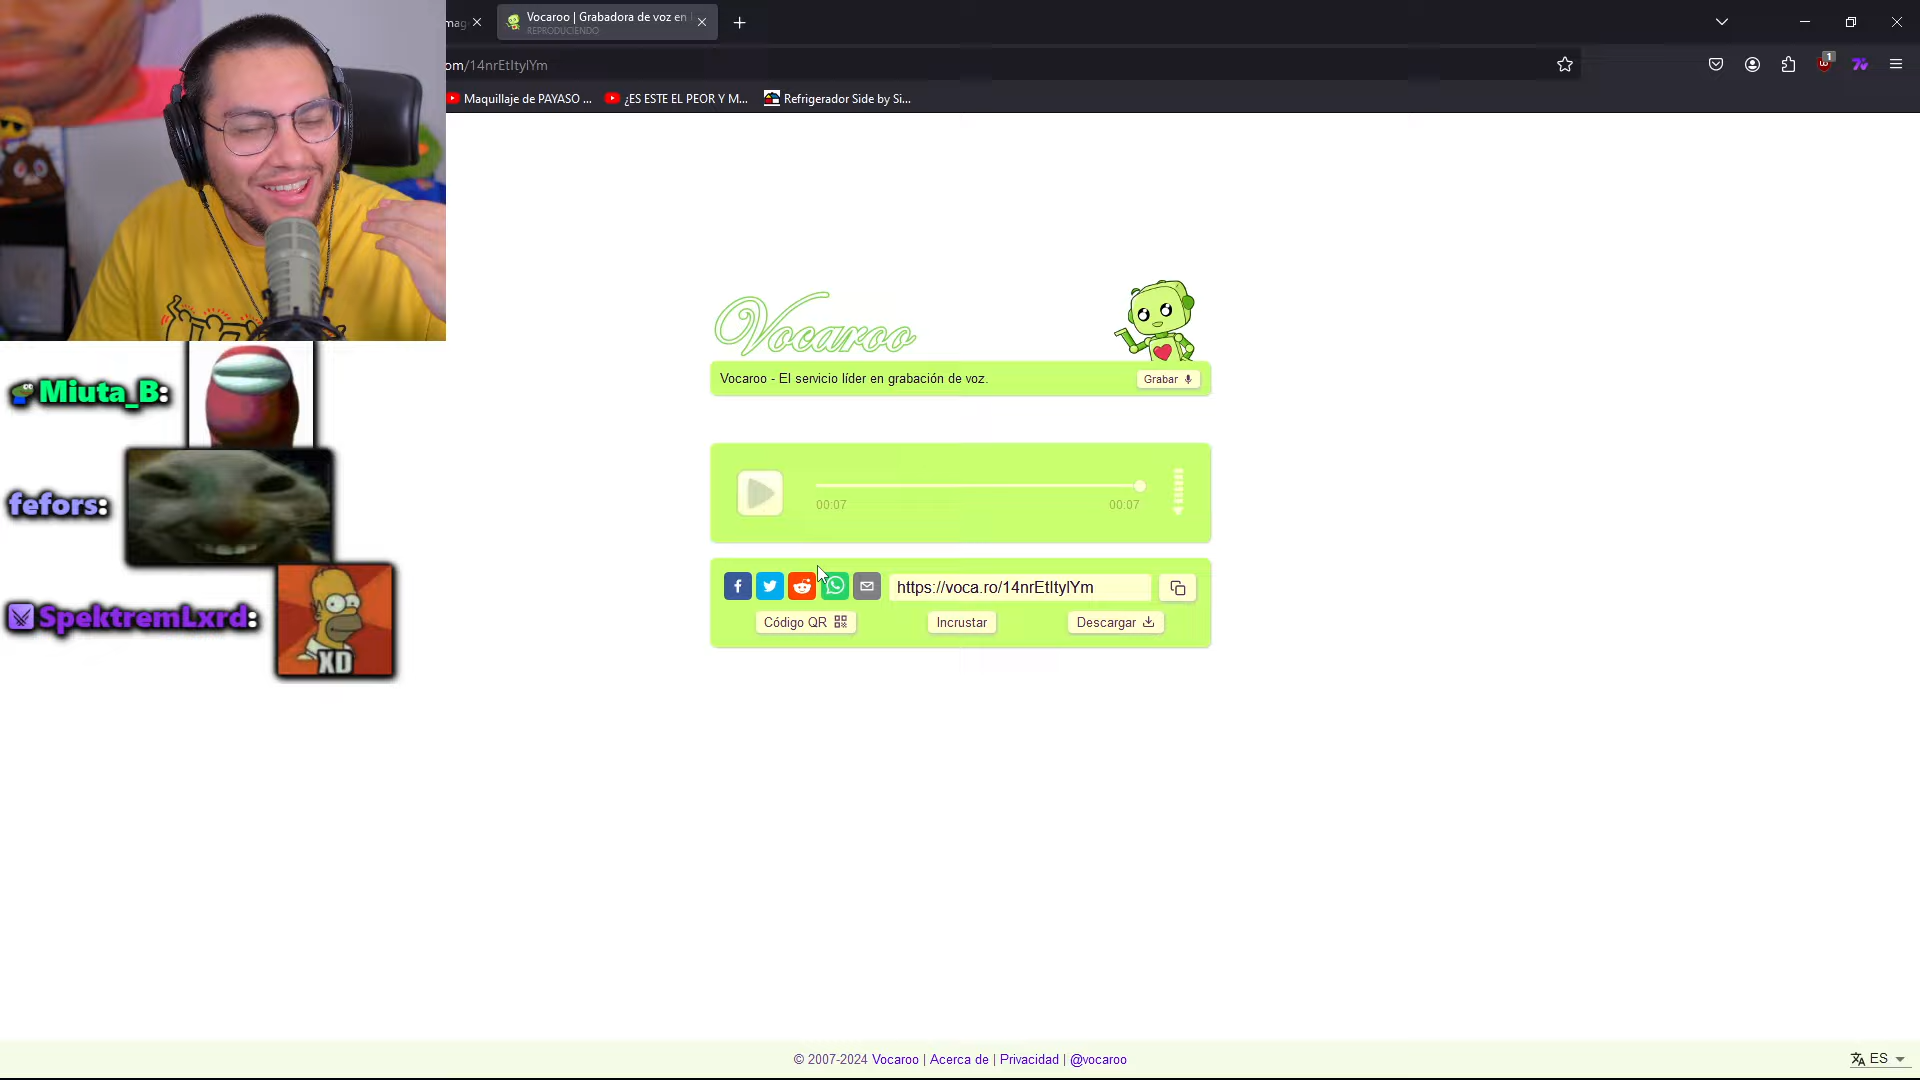 mag
Vocaroo | Grabadora de voz en
REPRODUCIENDO
om/14nrEtItylYm
1
Maquillaje de PAYASO ...
¿ES ESTE EL PEOR Y M...
Refrigerador Side by Si...
Vocaroo
Vocaroo - El servicio líder en grabación de voz.
Grabar
Miuta_B:
fefors:
00:07
00:07
https://voca.ro/14nrEtItylYm
SpektremLxrd:
XD
Código QR
Incrustar
Descargar
© 2007-2024 Vocaroo | Acerca de | Privacidad | @vocaroo
ES